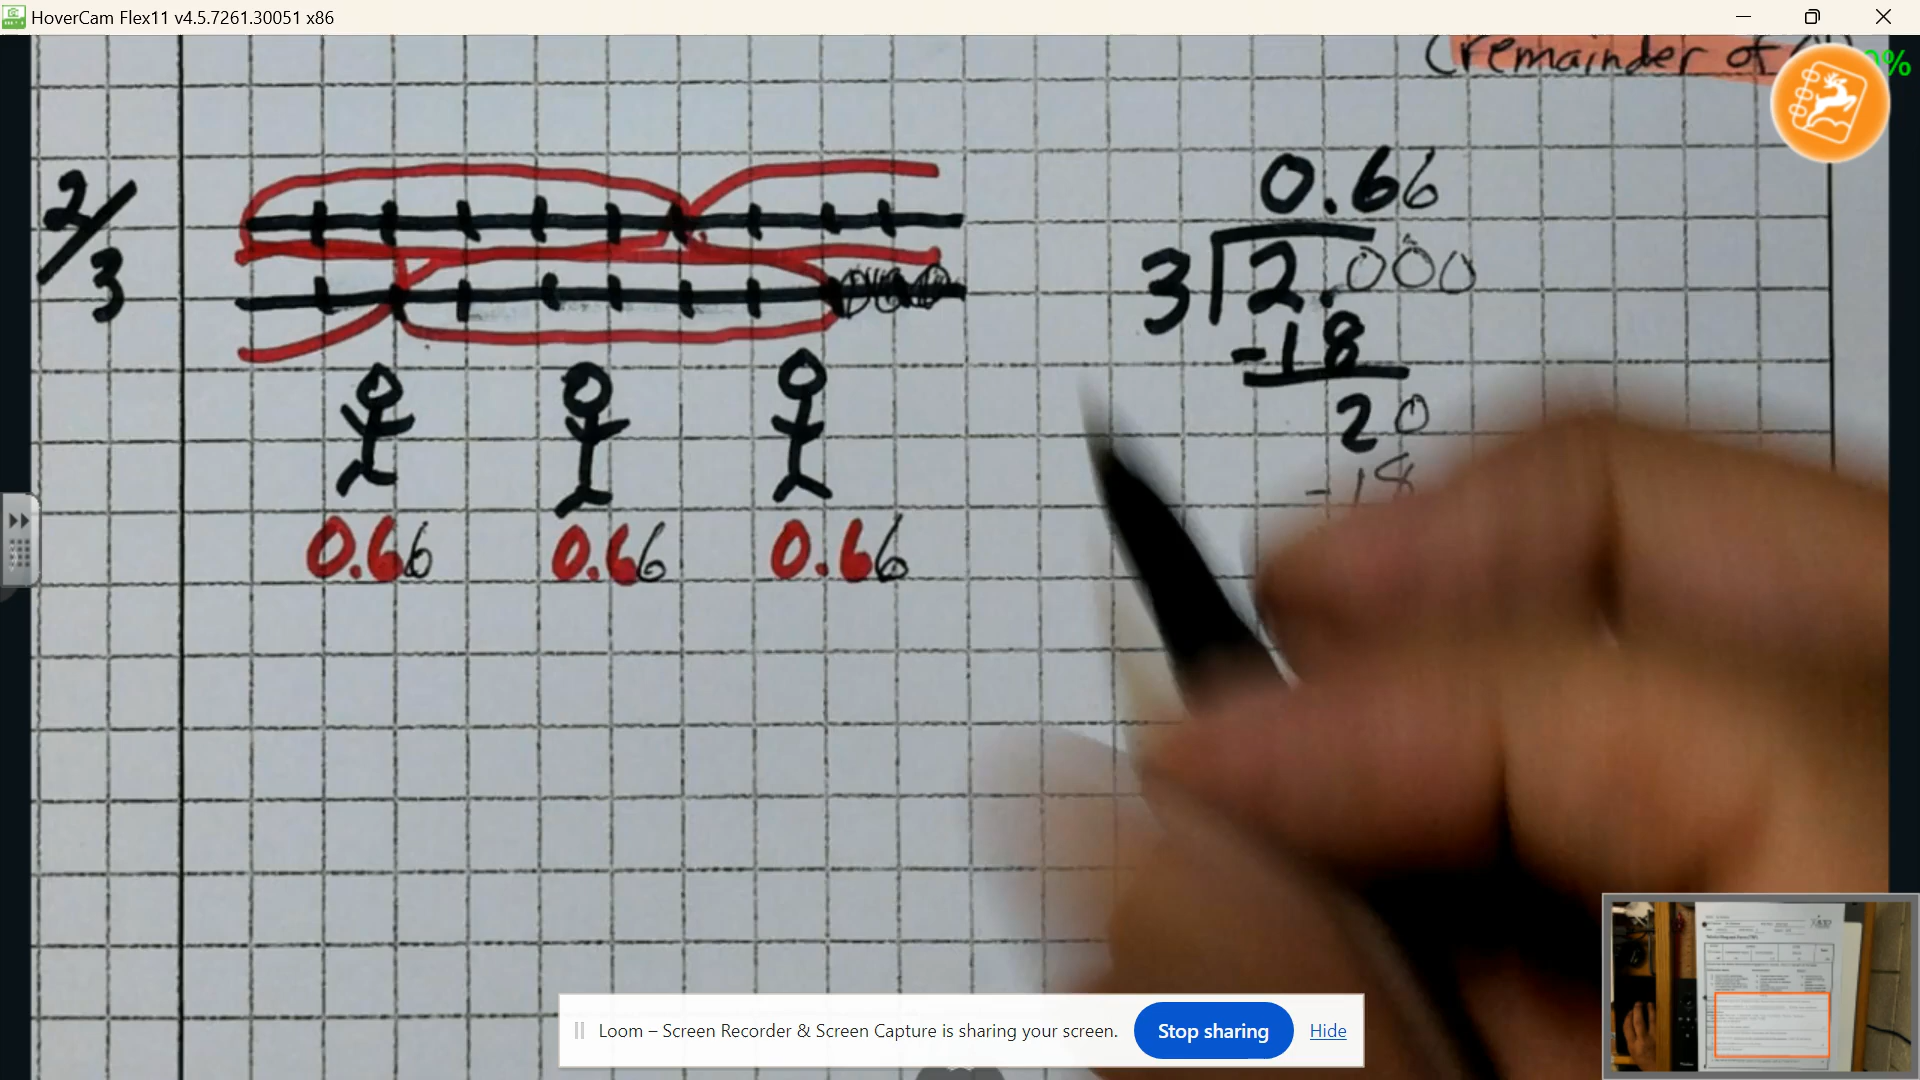 HoverCam Flex11 v4.5.7261.30051 x86
(remainder of
%
2/3
0.66
3 2.000
-18
20
-18
0.66 0.66 0.66
Loom – Screen Recorder & Screen Capture is sharing your screen. Stop sharing Hide